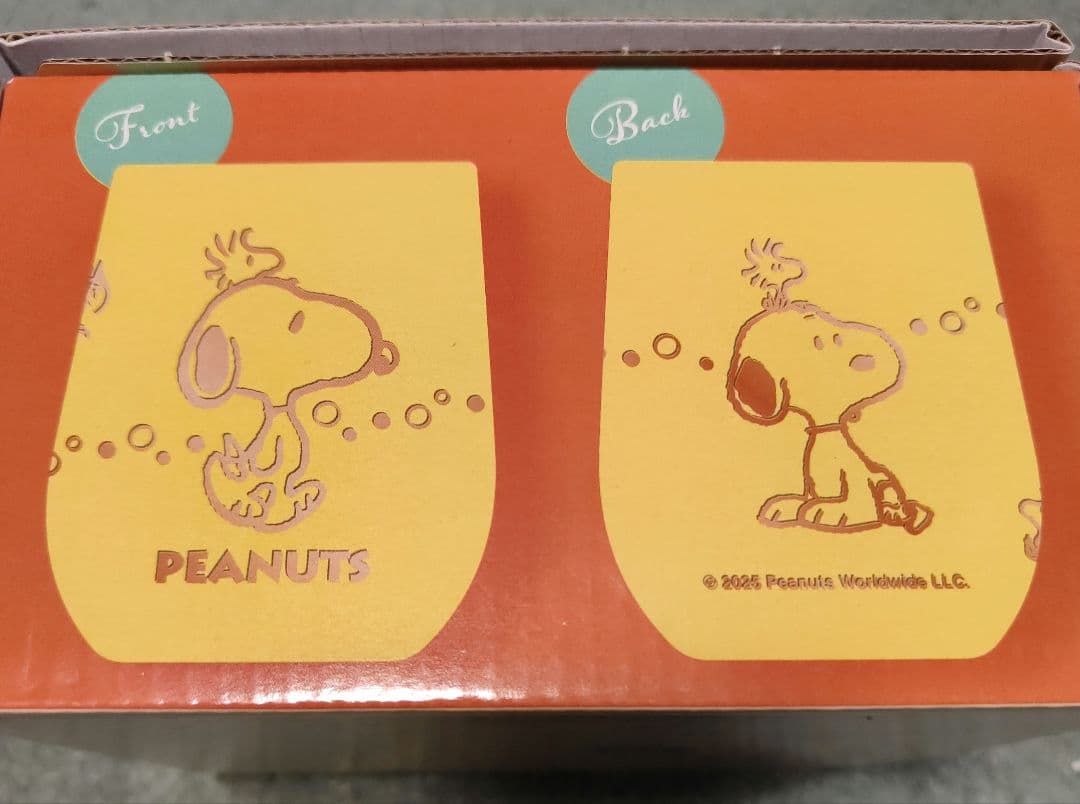 Front
Back
PEANUTS
© 2025 Peanuts Worldwide LLC.